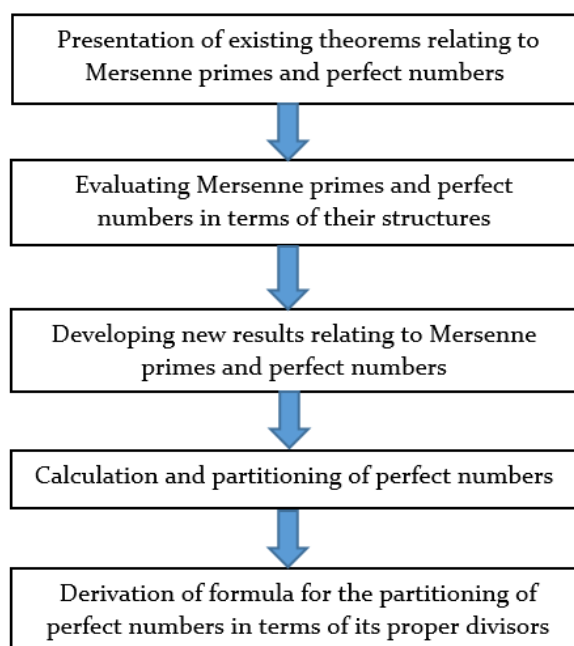 Presentation of existing theorems relating to
Mersenne primes and perfect numbers
Evaluating Mersenne primes and perfect
numbers in terms of their structures
Developing new results relating to Mersenne
primes and perfect numbers
Calculation and partitioning of perfect numbers
Derivation of formula for the partitioning of
perfect numbers in terms of its proper divisors